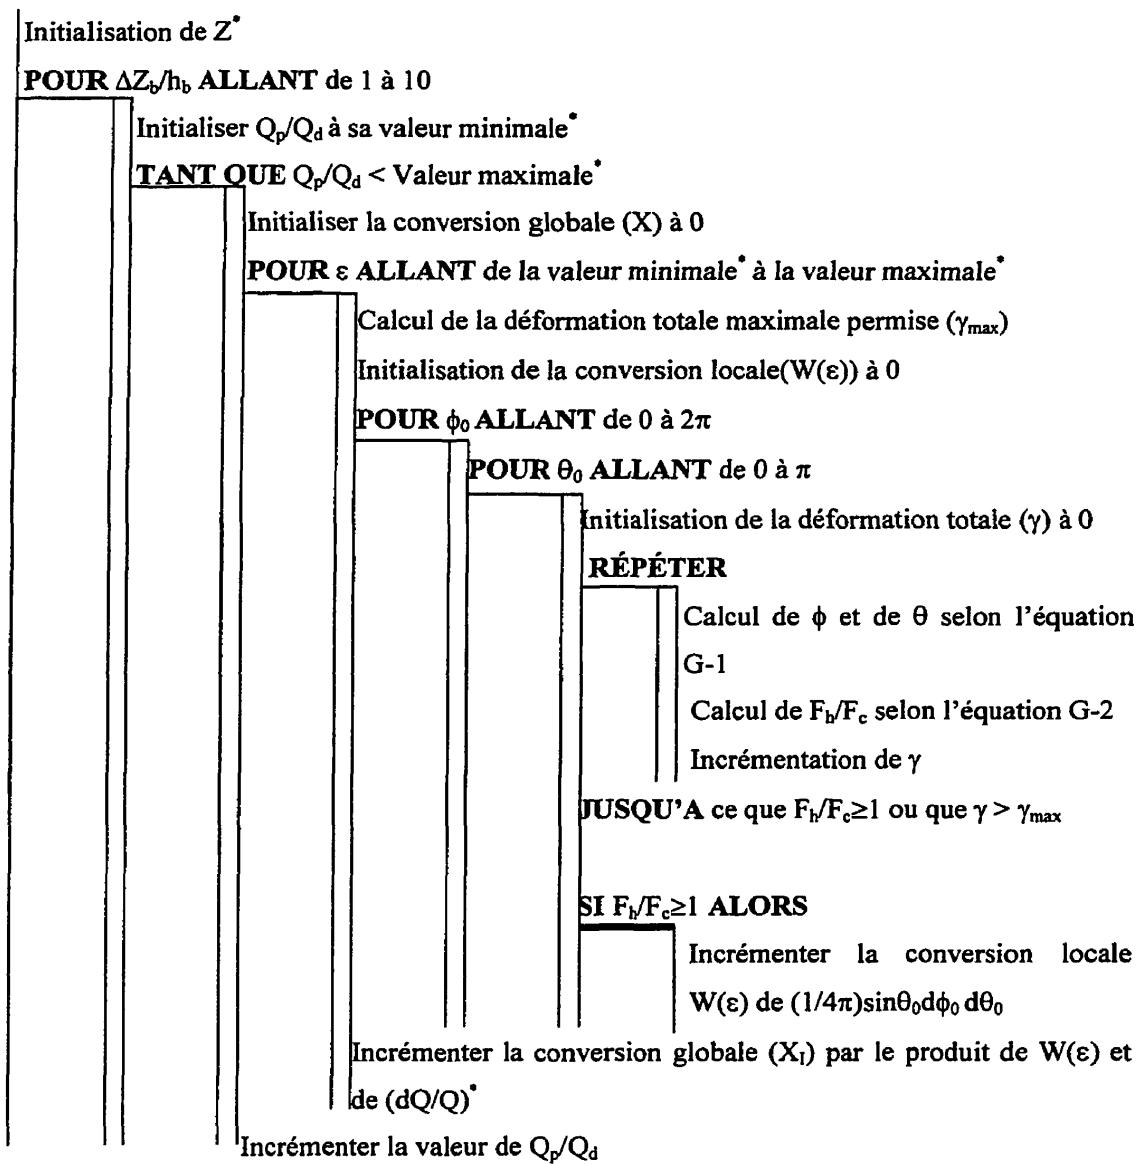 Initialisation de Z*
POUR ΔZb/hb ALLANT de 1 à 10
Initialiser Qp/Qd à sa valeur minimale*
TANT QUE Qp/Qd < Valeur maximale*
Initialiser la conversion globale (X) à 0
POUR ε ALLANT de la valeur minimale* à la valeur maximale*
Calcul de la déformation totale maximale permise (γmax)
Initialisation de la conversion locale(W(ε)) à 0
POUR ϕ0 ALLANT de 0 à 2π
POUR θ0 ALLANT de 0 à π
Initialisation de la déformation totale (γ) à 0
RÉPÉTER
Calcul de ϕ et de θ selon l'équation
G-1
Calcul de Fh/Fc selon l'équation G-2
Incrémentation de γ
JUSQU'A ce que Fh/Fc≥1 ou que γ > γmax
SI Fh/Fc≥1 ALORS
Incrémenter la conversion locale
W(ε) de (1/4π)sinθ0dϕ0 dθ0
Incrémenter la conversion globale (XI) par le produit de W(ε) et
de (dQ/Q)*
Incrémenter la valeur de Qp/Qd